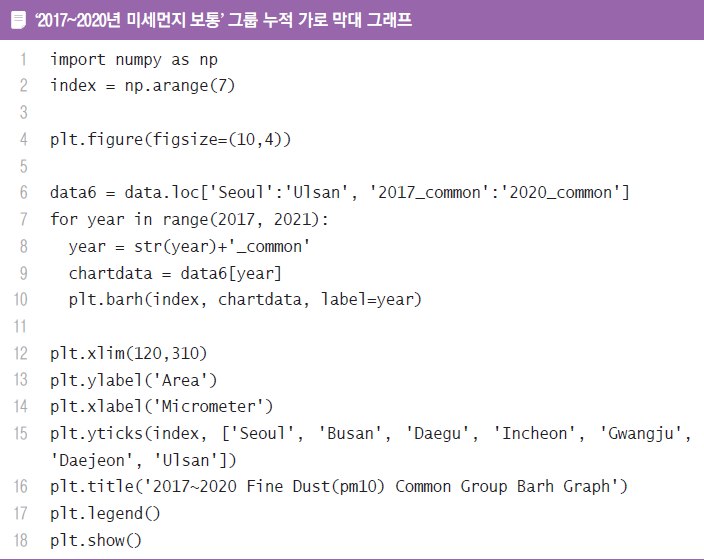 ‘2017~2020년 미세먼지 보통’ 그룹 누적 가로 막대 그래프
1 import numpy as np
2 index = np.arange(7)
3
4 plt.figure(figsize=(10,4))
5
6 data6 = data.loc['Seoul':'Ulsan', '2017_common':'2020_common']
7 for year in range(2017, 2021):
8   year = str(year)+'_common'
9   chartdata = data6[year]
10   plt.barh(index, chartdata, label=year)
11
12 plt.xlim(120,310)
13 plt.ylabel('Area')
14 plt.xlabel('Micrometer')
15 plt.yticks(index, ['Seoul', 'Busan', 'Daegu', 'Incheon', 'Gwangju',
'Daejeon', 'Ulsan'])
16 plt.title('2017~2020 Fine Dust(pm10) Common Group Barh Graph')
17 plt.legend()
18 plt.show()